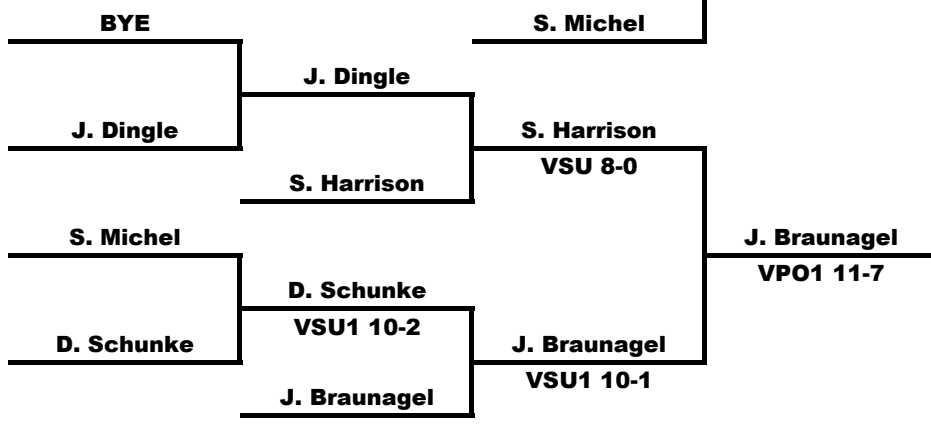 BYE
S. Michel
J. Dingle
J. Dingle
S. Harrison
VSU 8-0
S. Harrison
S. Michel
J. Braunagel
VPO1 11-7
D. Schunke
VSU1 10-2
D. Schunke
J. Braunagel
VSU1 10-1
J. Braunagel